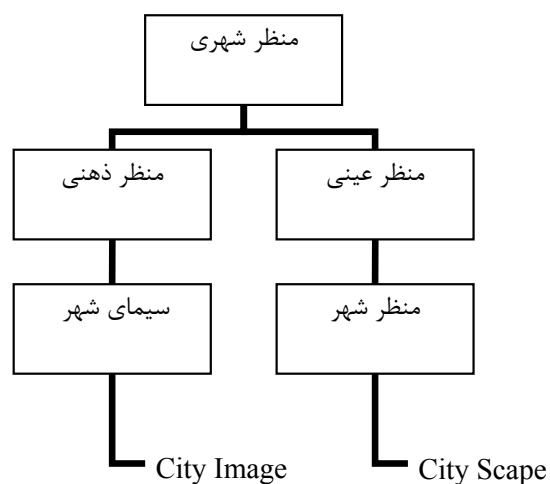 منظر شهری
منظر عینی
منظر ذهنی
منظر شهر
سیمای شهر
City Scape
City Image